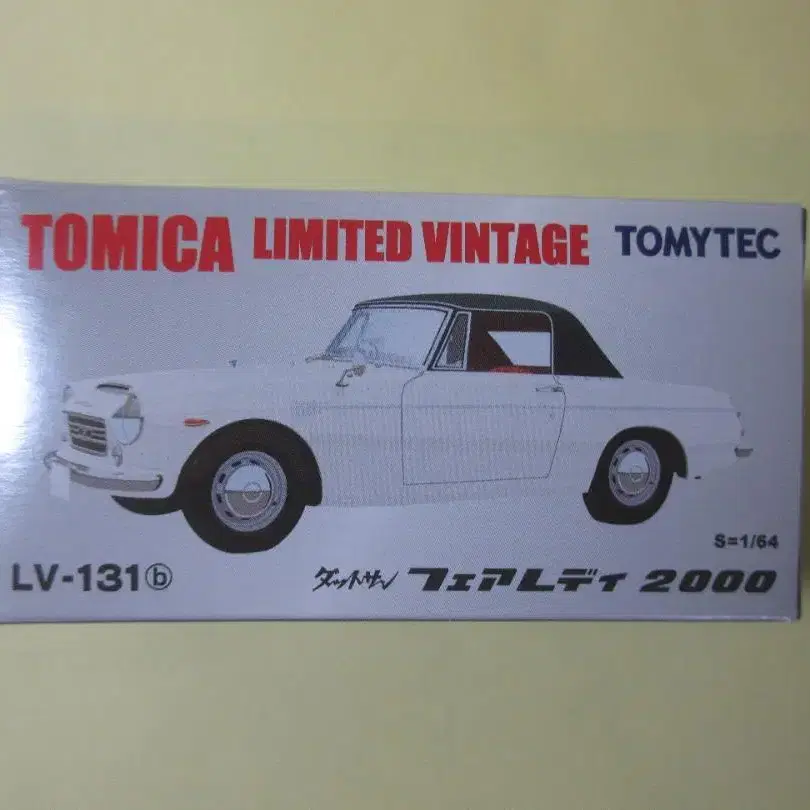 TOMICA LIMITED VINTAGE TOMYTEC
S=1/64
LV-131ⓑ ダットサン フェアレディ 2000